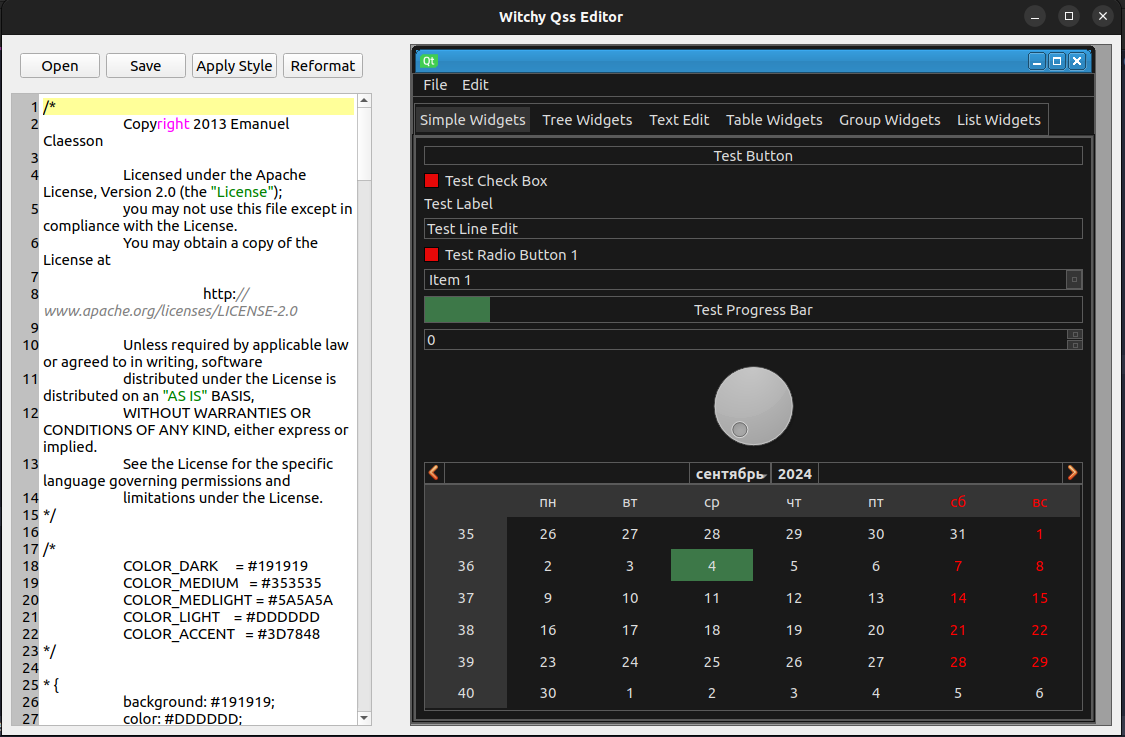 Witchy Qss Editor
Open Save Apply Style Reformat
1 /*
2 Copyright 2013 Emanuel
Claesson
3
4 Licensed under the Apache
License, Version 2.0 (the "License");
5 you may not use this file except in
compliance with the License.
6 You may obtain a copy of the
License at
7
8 http://
www.apache.org/licenses/LICENSE-2.0
9
10 Unless required by applicable law
or agreed to in writing, software
11 distributed under the License is
distributed on an "AS IS" BASIS,
12 WITHOUT WARRANTIES OR
CONDITIONS OF ANY KIND, either express or
implied.
13 See the License for the specific
language governing permissions and
14 limitations under the License.
15 */
16
17 /*
18 COLOR_DARK = #191919
19 COLOR_MEDIUM = #353535
20 COLOR_MEDLIGHT = #5A5A5A
21 COLOR_LIGHT = #DDDDDD
22 COLOR_ACCENT = #3D7848
23 */
24
25 * {
26 background: #191919;
27 color: #DDDDDD;
Qt
File Edit
Simple Widgets Tree Widgets Text Edit Table Widgets Group Widgets List Widgets
Test Button
Test Check Box
Test Label
Test Line Edit
Test Radio Button 1
Item 1
Test Progress Bar
0
сентябрь 2024
пн вт ср чт пт сб вс
35 26 27 28 29 30 31 1
36 2 3 4 5 6 7 8
37 9 10 11 12 13 14 15
38 16 17 18 19 20 21 22
39 23 24 25 26 27 28 29
40 30 1 2 3 4 5 6